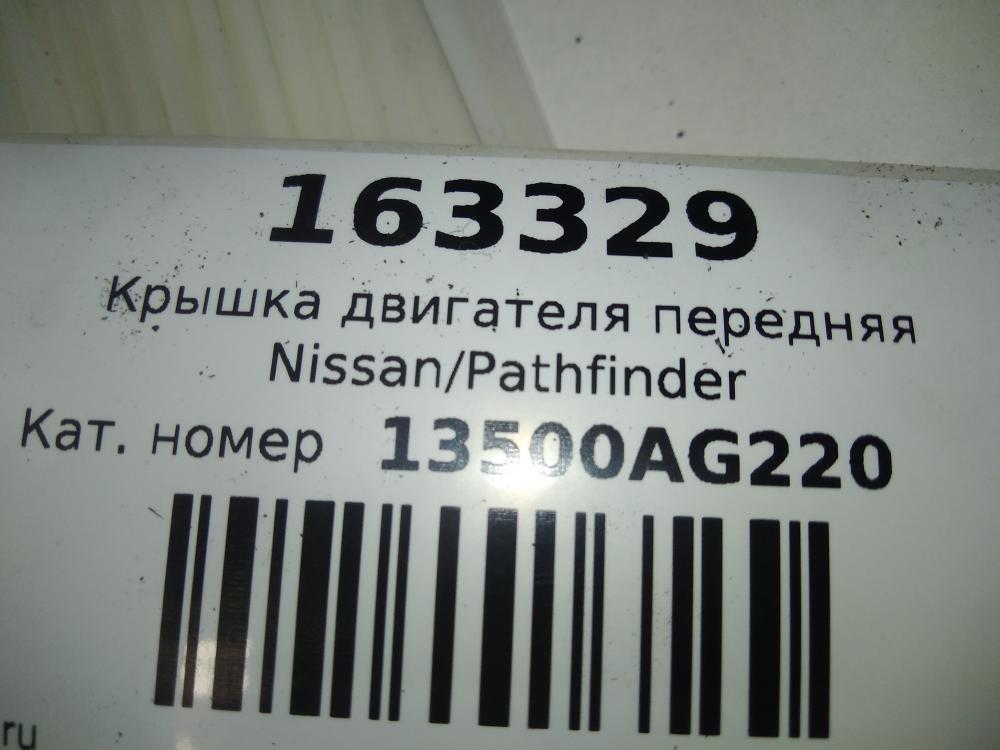 163329
Крышка двигателя передняя
Nissan/Pathfinder
Кат. номер 13500AG220
ru